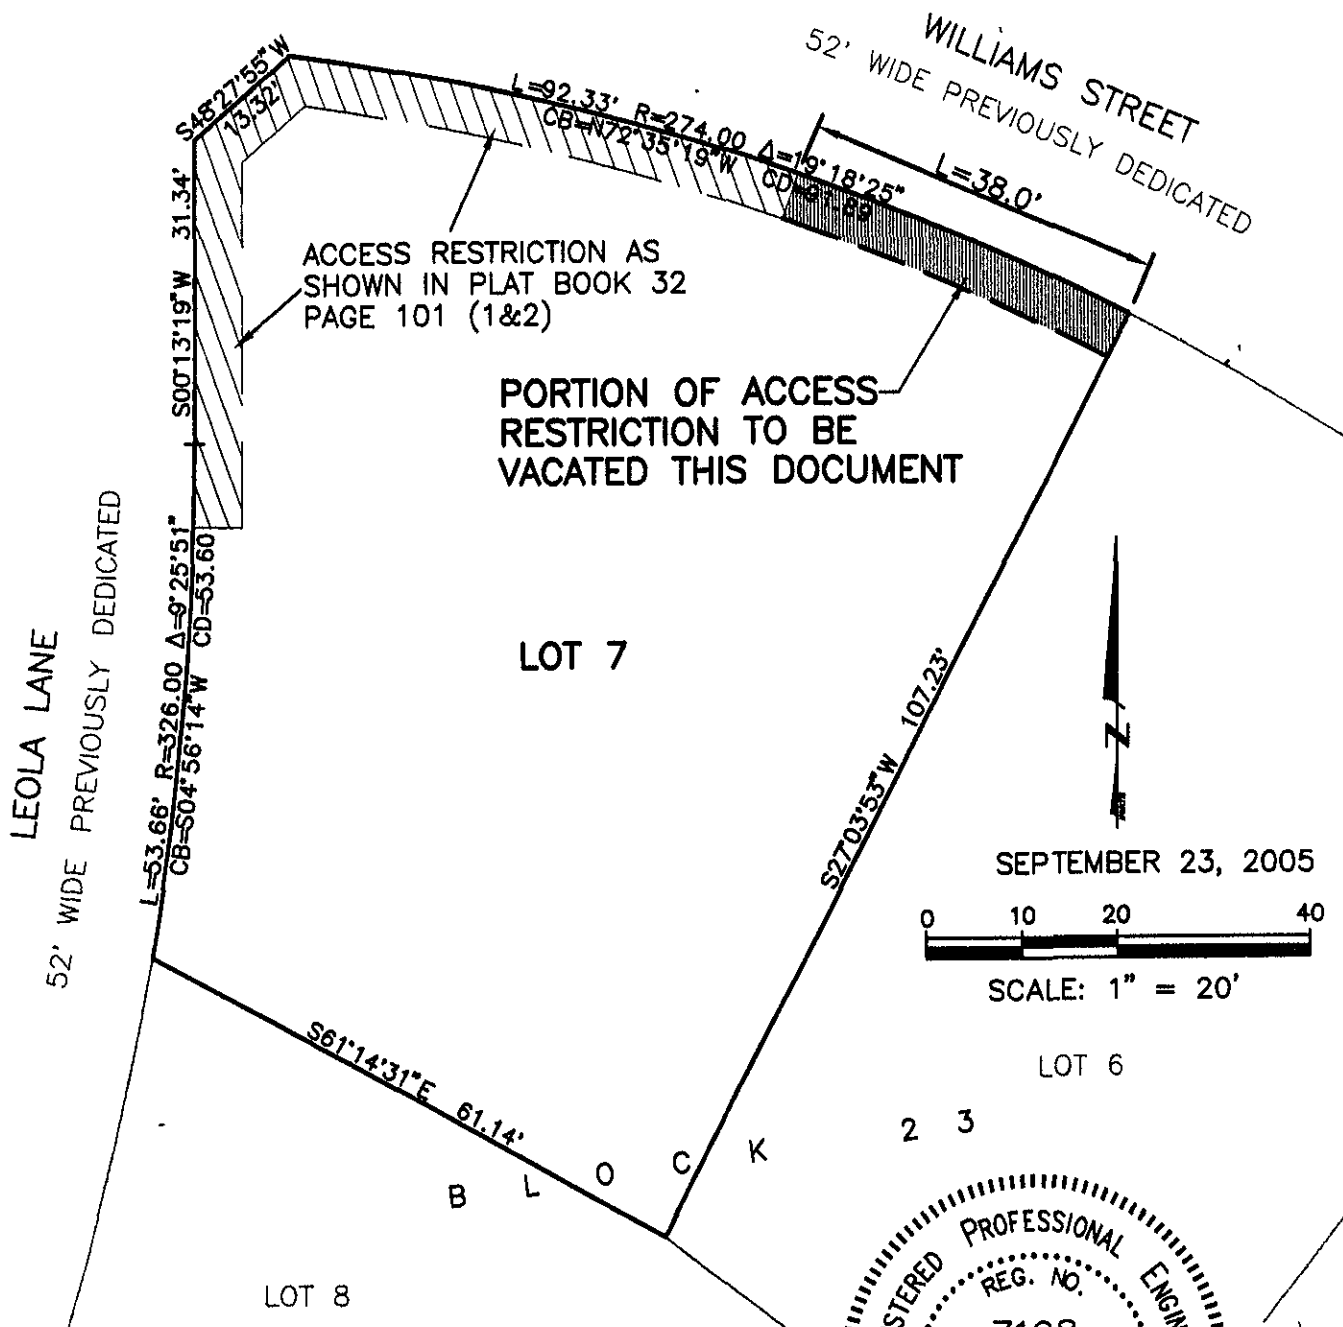 WILLIAMS STREET
52' WIDE PREVIOUSLY DEDICATED
S48°27'55"W
13.32'
L=92.33' R=274.00 Δ=19°18'25"
CB=N72°35'19"W CD=91.89
L=38.0'
S00°13'19"W 31.34'
ACCESS RESTRICTION AS
SHOWN IN PLAT BOOK 32
PAGE 101 (1&2)
PORTION OF ACCESS
RESTRICTION TO BE
VACATED THIS DOCUMENT
LEOLA LANE
52' WIDE PREVIOUSLY DEDICATED
L=53.66' R=326.00 Δ=9°25'51"
CB=S04°56'14"W CD=53.60
LOT 7
S27°03'53"W 107.23'
N
SEPTEMBER 23, 2005
0 10 20 40
SCALE: 1" = 20'
LOT 6
S61°14'31"E 61.14'
BLOCK 23
LOT 8
PROFESSIONAL
REG. NO.